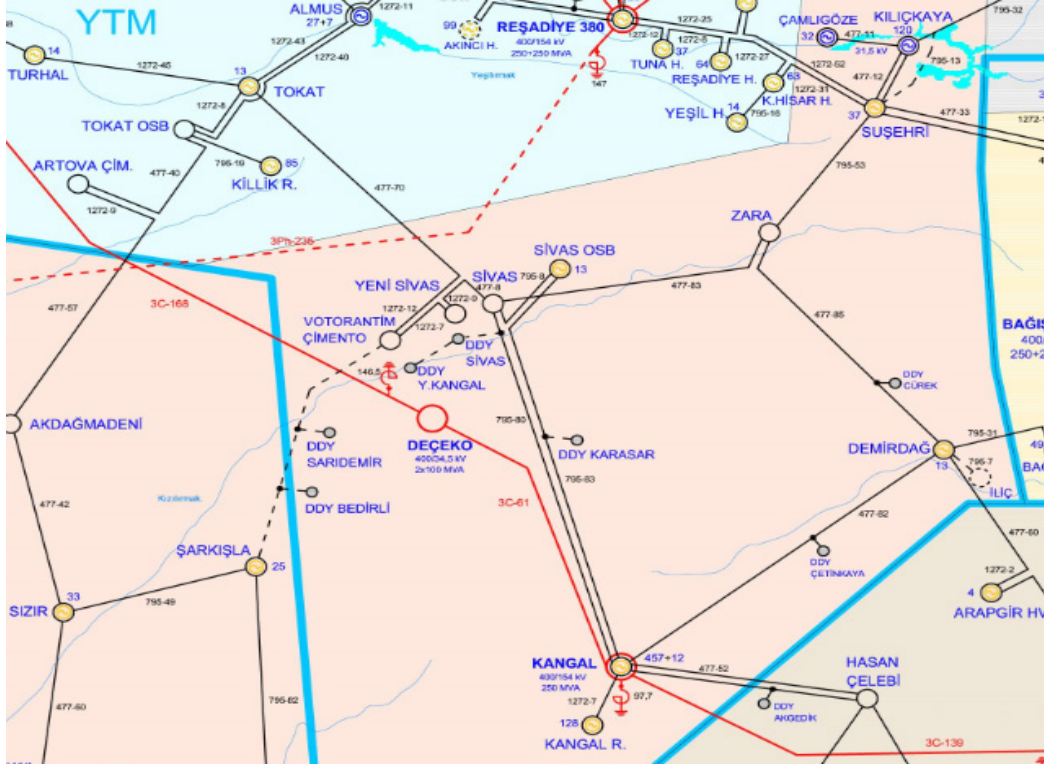 YTM
ALMUS
27+7
1272-11
99
AKINCI H.
REŞADİYE 380
400/154 kV
250+250 MVA
147
1272-25
1272-12
37
TUNA H.
1272-5
64
REŞADİYE H.
1272-27
63
K.HİSAR H.
1272-31
14
YEŞİL H.
795-16
1272-52
ÇAMLIGÖZE
32
477-11
KILIÇKAYA
120
31,5 kV
795-32
795-13
477-12
37
SUŞEHRİ
477-33
14
TURHAL
1272-45
1272-43
1272-40
13
TOKAT
1272-8
TOKAT OSB
ARTOVA ÇİM.
1272-9
477-40
795-19
85
KİLLİK R.
477-70
Yeşilırmak
795-53
ZARA
3Ph-235
3C-168
477-57
YENİ SİVAS
SİVAS
SİVAS OSB
13
795-8
477-8
1272-9
1272-12
1272-7
477-83
VOTORANTİM
ÇİMENTO
DDY
SİVAS
DDY
Y.KANGAL
146,5
477-85
DDY
CÜREK
AKDAĞMADENİ
DEÇEKO
400/34,5 kV
2x100 MVA
795-80
795-83
DDY KARASAR
DDY
SARIDEMİR
DDY BEDİRLİ
Kızılırmak
3C-61
DEMİRDAĞ
13
795-31
795-7
İLİÇ
477-82
477-60
DDY
ÇETİNKAYA
1272-2
4
ARAPGİR
477-42
ŞARKIŞLA
25
33
SIZIR
795-49
477-60
795-82
KANGAL
400/154 kV
250 MVA
457+12
477-52
97,7
1272-7
128
KANGAL R.
DDY
AKGEDİK
HASAN
ÇELEBİ
3C-139